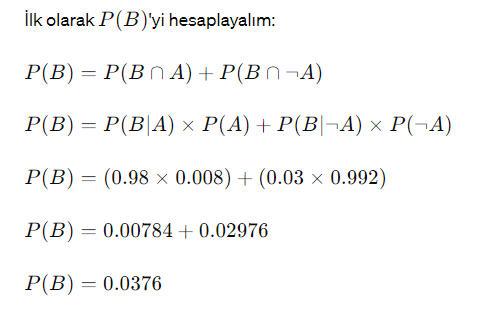 İlk olarak P(B)'yi hesaplayalım:
P(B) = P(B ∩ A) + P(B ∩ ¬A)
P(B) = P(B|A) × P(A) + P(B|¬A) × P(¬A)
P(B) = (0.98 × 0.008) + (0.03 × 0.992)
P(B) = 0.00784 + 0.02976
P(B) = 0.0376